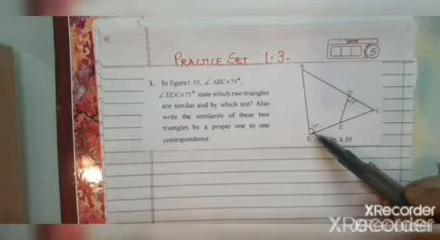 PRACTICE SET 1.3.
1. In figure 1.55, ∠ABC=75°,
∠EDC=75° state which two triangles
are similar and by which test? Also
write the similarity of these two
triangles by a proper one to one
correspondence
A
D
C
E
1.55
XRecorder
XRecorder